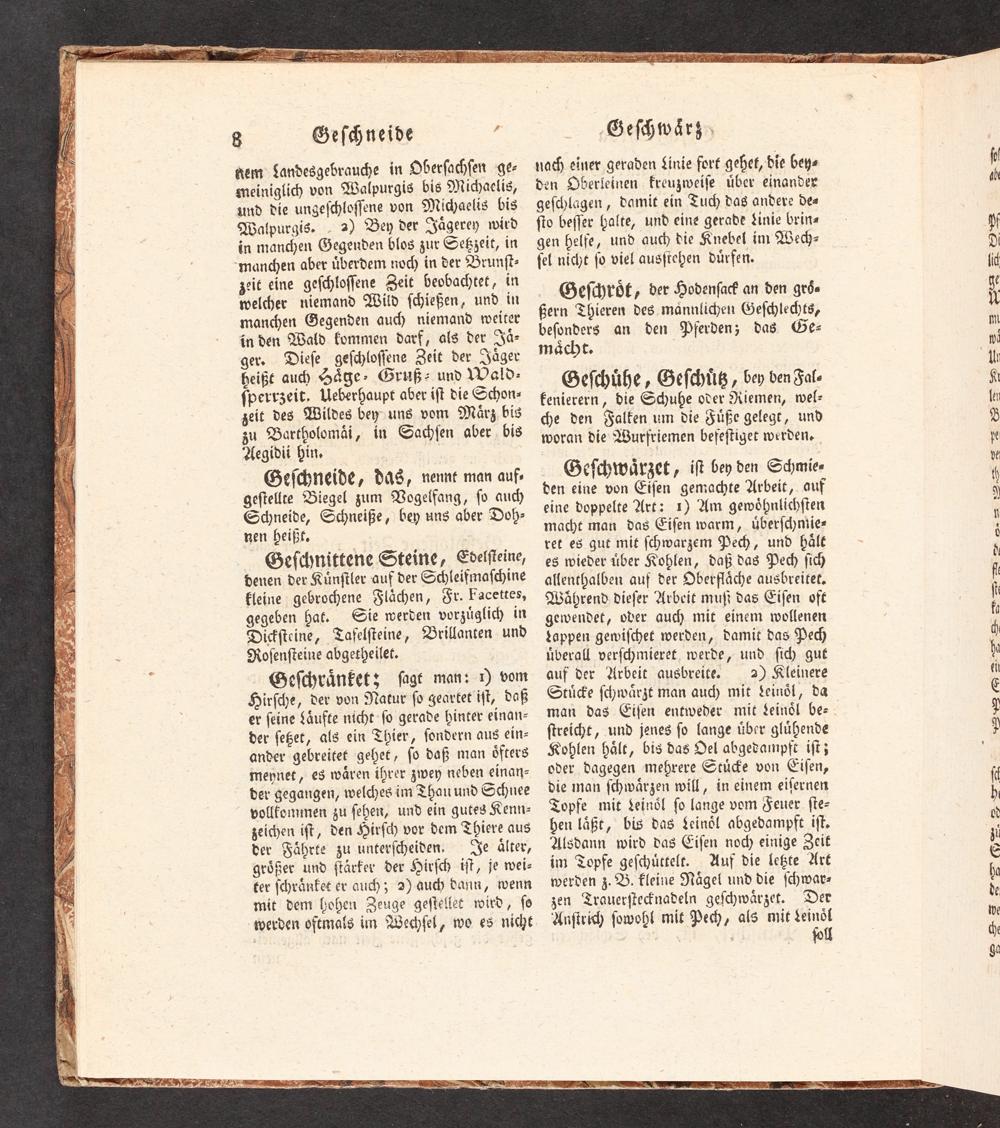 8 Geschneide
Geschwärz
nem Landesgebrauche in Obersachsen ge-
meiniglich von Walpurgis bis Michaelis,
und die ungeschlossene von Michaelis bis
Walpurgis. 2) Bey der Jägerey wird
in manchen Gegenden blos zur Setzzeit, in
manchen aber überdem noch in der Brunst-
zeit eine geschlossene Zeit beobachtet, in
welcher niemand Wild schießen, und in
manchen Gegenden auch niemand weiter
in den Wald kommen darf, als der Jä-
ger. Diese geschlossene Zeit der Jäger
heißt auch Häge- Gruß- und Wald-
sperrzeit. Ueberhaupt aber ist die Schon-
zeit des Wildes bey uns vom März bis
zu Bartholomäi, in Sachsen aber bis
Aegidii hin.
Geschneide, das, nennt man auf-
gestellte Biegel zum Vogelfang, so auch
Schneide, Schneiße, bey uns aber Doh-
nen heißt.
Geschnittene Steine, Edelsteine,
denen der Künstler auf der Schleifmaschine
kleine gebrochene Flächen, Fr. Facettes,
gegeben hat. Sie werden vorzüglich in
Dicksteine, Tafelsteine, Brillanten und
Rosensteine abgetheilet.
Geschränket; sagt man: 1) vom
Hirsche, der von Natur so geartet ist, daß
er seine Läufte nicht so gerade hinter einan-
der setzet, als ein Thier, sondern aus ein-
ander gebreitet gehet, so daß man öfters
meynet, es wären ihrer zwey neben einan-
der gegangen, welches im Thau und Schnee
vollkommen zu sehen, und ein gutes Kenn-
zeichen ist, den Hirsch vor dem Thiere aus
der Fährte zu unterscheiden. Je älter,
größer und stärker der Hirsch ist, je wei-
ter schränket er auch; 2) auch dann, wenn
mit dem hohen Zeuge gestellet wird, so
werden oftmals im Wechsel, wo es nicht
nach einer geraden Linie fort gehet, die bey-
den Oberleinen kreuzweise über einander
geschlagen, damit ein Tuch das andere de-
sto besser halte, und eine gerade Linie brin-
gen helfe, und auch die Knebel im Wech-
sel nicht so viel ausstehen dürfen.
Geschröt, der Hodensack an den grö-
ßern Thieren des männlichen Geschlechts,
besonders an den Pferden; das Ge-
mächt.
Geschühe, Geschütz, bey den Fal-
kenierern, die Schuhe oder Riemen, wel-
che den Falken um die Füße gelegt, und
woran die Wurfriemen befestiget werden.
Geschwärzet, ist bey den Schmie-
den eine von Eisen gemachte Arbeit, auf
eine doppelte Art: 1) Am gewöhnlichsten
macht man das Eisen warm, überschmie-
ret es gut mit schwarzem Pech, und hält
es wieder über Kohlen, daß das Pech sich
allenthalben auf der Oberfläche ausbreitet.
Während dieser Arbeit muß das Eisen oft
gewendet, oder auch mit einem wollenen
Lappen gewischet werden, damit das Pech
überall verschmieret werde, und sich gut
auf der Arbeit ausbreite. 2) Kleinere
Stücke schwärzt man auch mit Leinöl, da
man das Eisen entweder mit Leinöl be-
streicht, und jenes so lange über glühende
Kohlen hält, bis das Oel abgedampft ist;
oder dagegen mehrere Stücke von Eisen,
die man schwärzen will, in einem eisernen
Topfe mit Leinöl so lange vom Feuer ste-
hen läßt, bis das Leinöl abgedampft ist.
Alsdann wird das Eisen noch einige Zeit
im Topfe geschüttelt. Auf die letzte Art
werden z. B. kleine Nägel und die schwar-
zen Trauerstecknadeln geschwärzet. Der
Anstrich sowohl mit Pech, als mit Leinöl
soll